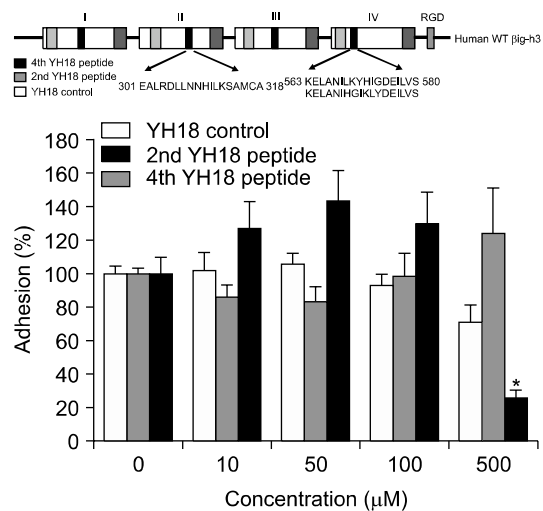 I II III IV RGD
Human WT βig-h3
4th YH18 peptide
2nd YH18 peptide
YH18 control
301 EALRDLLNNHILKSAMCA 318
563 KELANILKYHIGDEILVS 580
KELANIHGIKLYDEILVS
YH18 control
2nd YH18 peptide
4th YH18 peptide
180
160
140
120
100
80
60
40
20
0
Adhesion (%)
*
0 10 50 100 500
Concentration (μM)